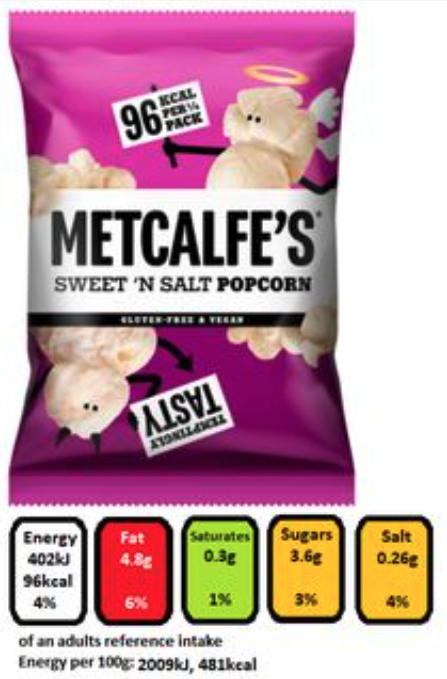 96 KCAL
PER ¼
PACK
METCALFE'S
SWEET 'N SALT POPCORN
GLUTEN-FREE & VEGAN
TEMPTINGLY
TASTY
Energy
402kJ
96kcal
4%
Fat
4.8g
6%
Saturates
0.3g
1%
Sugars
3.6g
3%
Salt
0.26g
4%
of an adults reference intake
Energy per 100g: 2009kJ, 481kcal